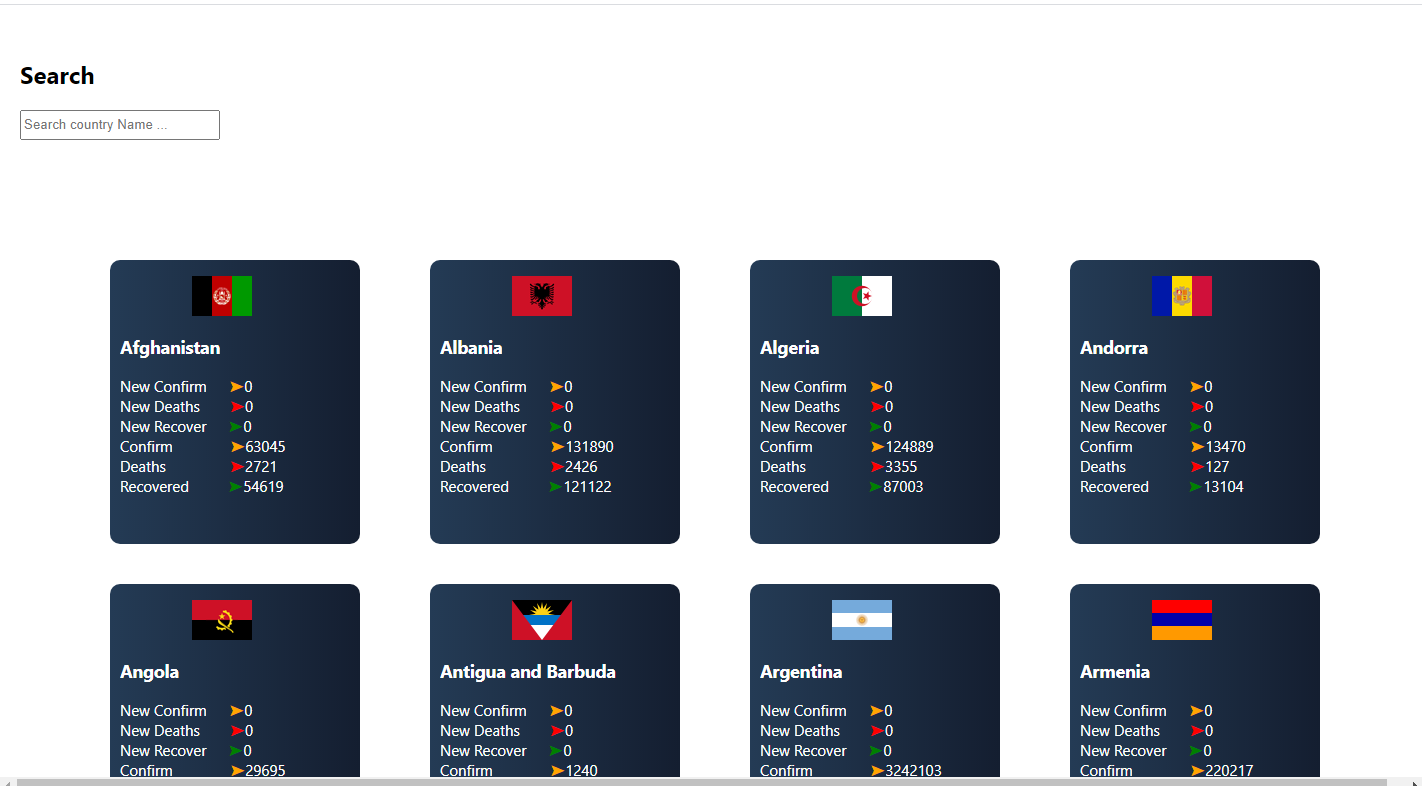 Search
Search country Name ...
Afghanistan
New Confirm ➤0
New Deaths ➤0
New Recover ➤0
Confirm ➤63045
Deaths ➤2721
Recovered ➤54619
Albania
New Confirm ➤0
New Deaths ➤0
New Recover ➤0
Confirm ➤131890
Deaths ➤2426
Recovered ➤121122
Algeria
New Confirm ➤0
New Deaths ➤0
New Recover ➤0
Confirm ➤124889
Deaths ➤3355
Recovered ➤87003
Andorra
New Confirm ➤0
New Deaths ➤0
New Recover ➤0
Confirm ➤13470
Deaths ➤127
Recovered ➤13104
Angola
New Confirm ➤0
New Deaths ➤0
New Recover ➤0
Confirm ➤29695
Antigua and Barbuda
New Confirm ➤0
New Deaths ➤0
New Recover ➤0
Confirm ➤1240
Argentina
New Confirm ➤0
New Deaths ➤0
New Recover ➤0
Confirm ➤3242103
Armenia
New Confirm ➤0
New Deaths ➤0
New Recover ➤0
Confirm ➤220217